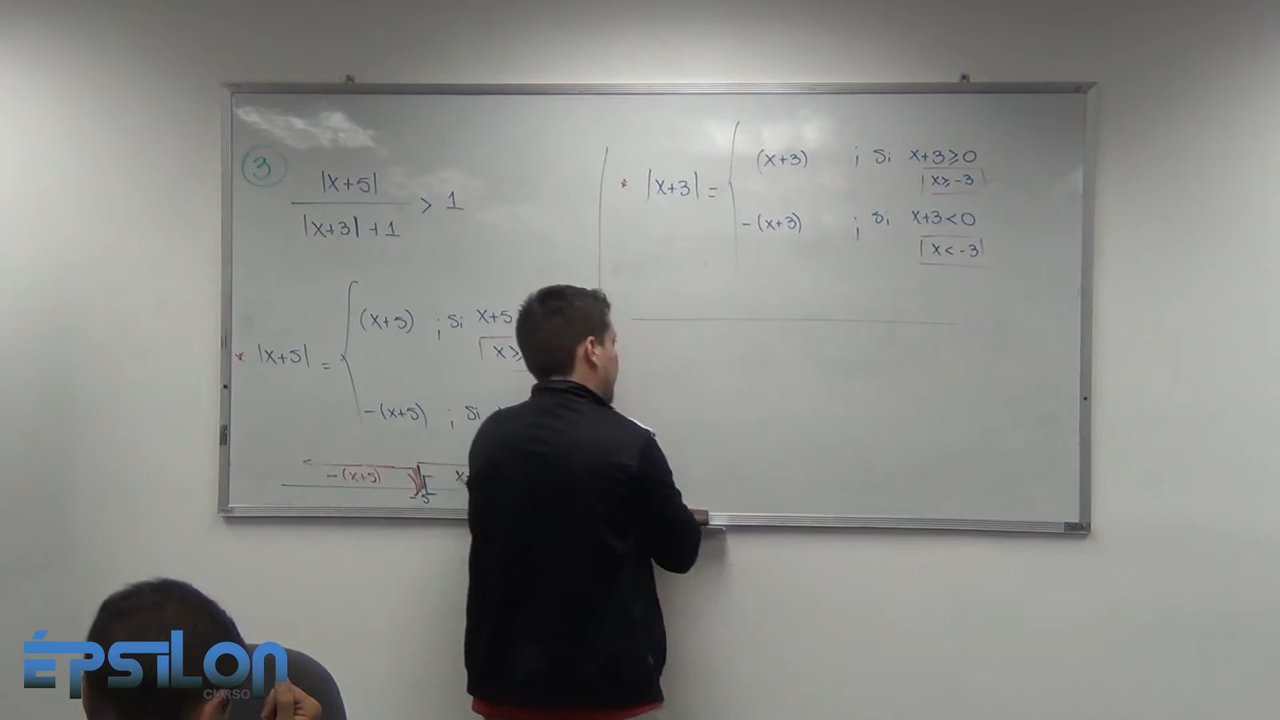 3
|x+5|
|x+3| + 1
> 1
* |x+5| =
(x+5) ; Si x+5
x ≥
-(x+5) ; Si
-(x+5)
-5
* |x+3| =
(x+3) ; Si x+3 ≥ 0
x ≥ -3
-(x+3) ; Si x+3 < 0
x < -3
ÉPSILON
CURSO